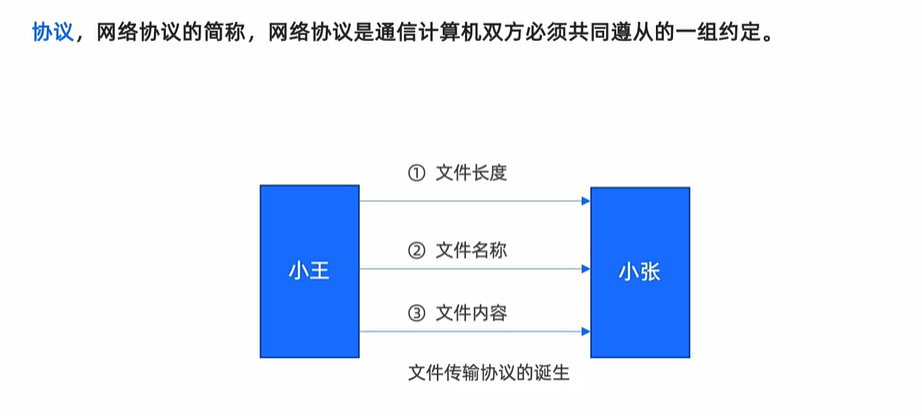 协议，网络协议的简称，网络协议是通信计算机双方必须共同遵从的一组约定。
① 文件长度
② 文件名称
小王
小张
③ 文件内容
文件传输协议的诞生